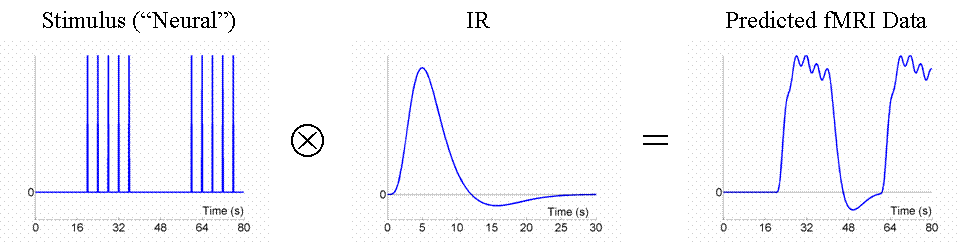 Stimulus (“Neural”)
IR
Predicted fMRI Data
0
Time (s)
0 16 32 48 64 80
⊗
0
Time (s)
0 5 10 15 20 25 30
=
0
Time (s)
0 16 32 48 64 80